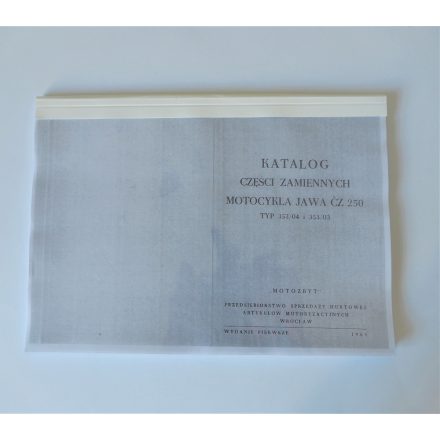 KATALOG
CZĘŚCI ZAMIENNYCH
MOTOCYKLA JAWA ČZ 250
TYP 353/04 i 353/03
"MOTOZBYT"
PRZEDSIĘBIORSTWO SPRZEDAŻY HURTOWEJ
ARTYKUŁÓW MOTORYZACYJNYCH
WROCŁAW
WYDANIE PIERWSZE